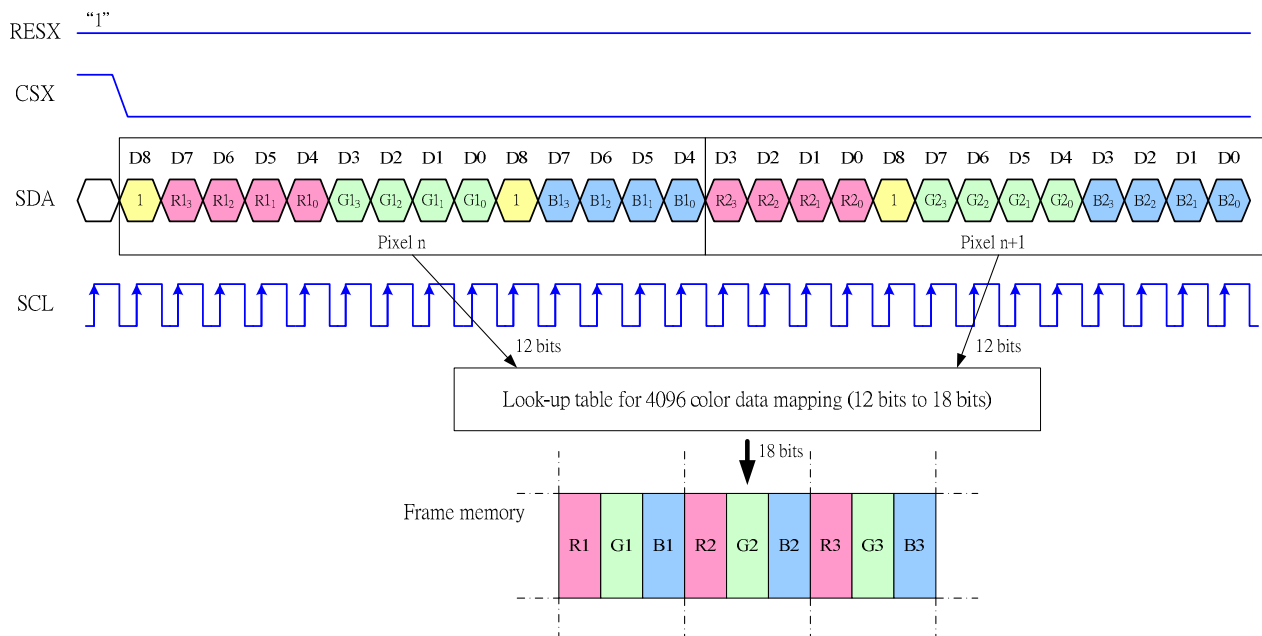 RESX “1”
CSX
D8 D7 D6 D5 D4 D3 D2 D1 D0 D8 D7 D6 D5 D4 D3 D2 D1 D0 D8 D7 D6 D5 D4 D3 D2 D1 D0
SDA 1 R1₃ R1₂ R1₁ R1₀ G1₃ G1₂ G1₁ G1₀ 1 B1₃ B1₂ B1₁ B1₀ R2₃ R2₂ R2₁ R2₀ 1 G2₃ G2₂ G2₁ G2₀ B2₃ B2₂ B2₁ B2₀
Pixel n Pixel n+1
SCL
12 bits 12 bits
Look-up table for 4096 color data mapping (12 bits to 18 bits)
18 bits
Frame memory
R1 G1 B1 R2 G2 B2 R3 G3 B3